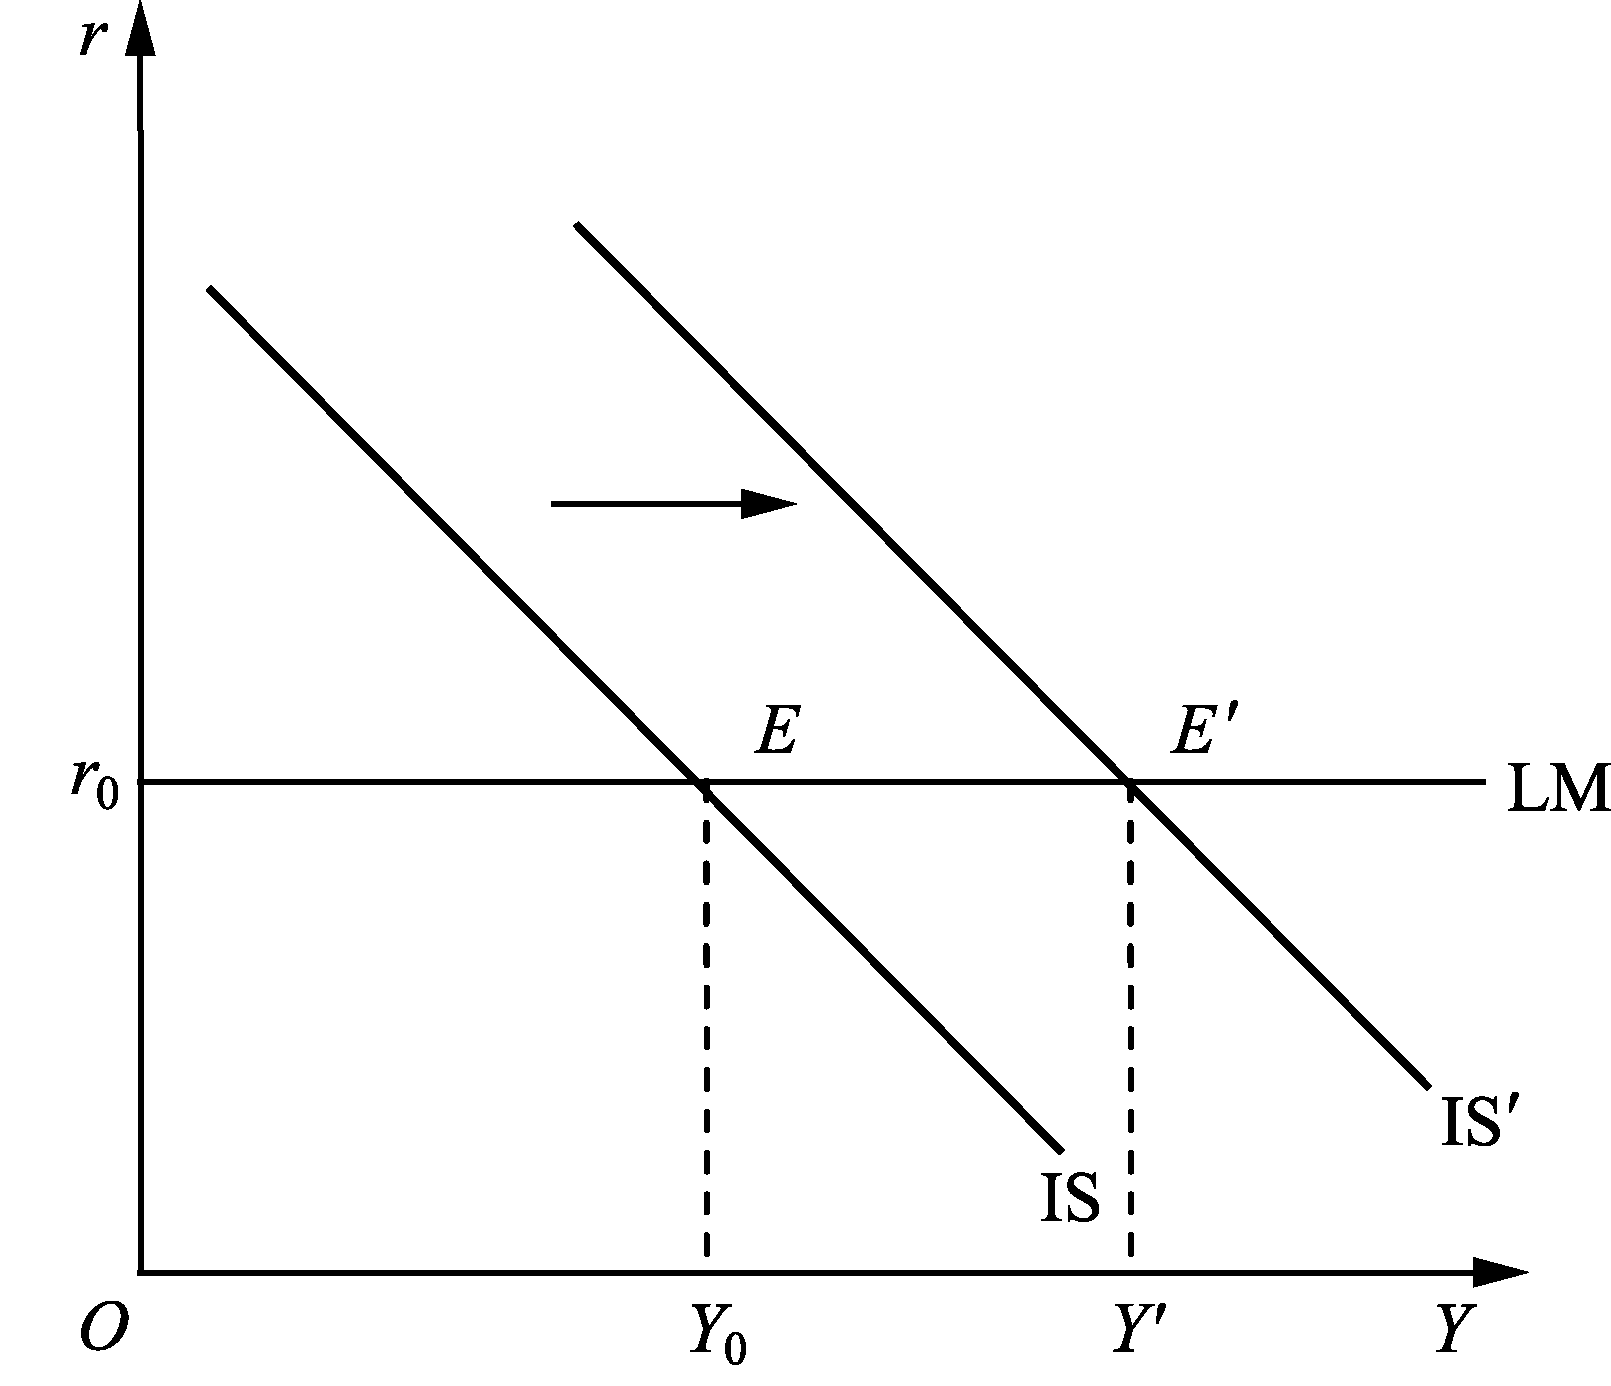 r
E E′
r₀ LM
IS′
IS
O Y₀ Y′ Y